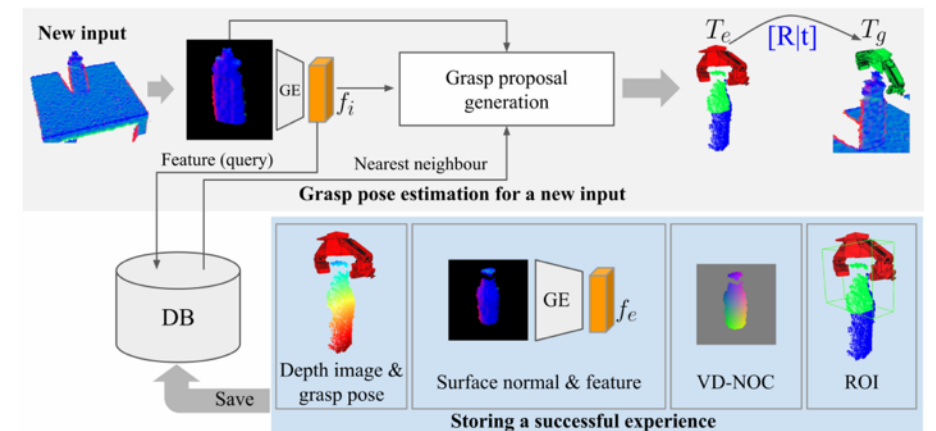 New input
GE
f_i
Grasp proposal
generation
T_e
[R|t]
T_g
Feature (query)
Nearest neighbour
Grasp pose estimation for a new input
DB
Save
Depth image &
grasp pose
GE
f_e
Surface normal & feature
VD-NOC
ROI
Storing a successful experience